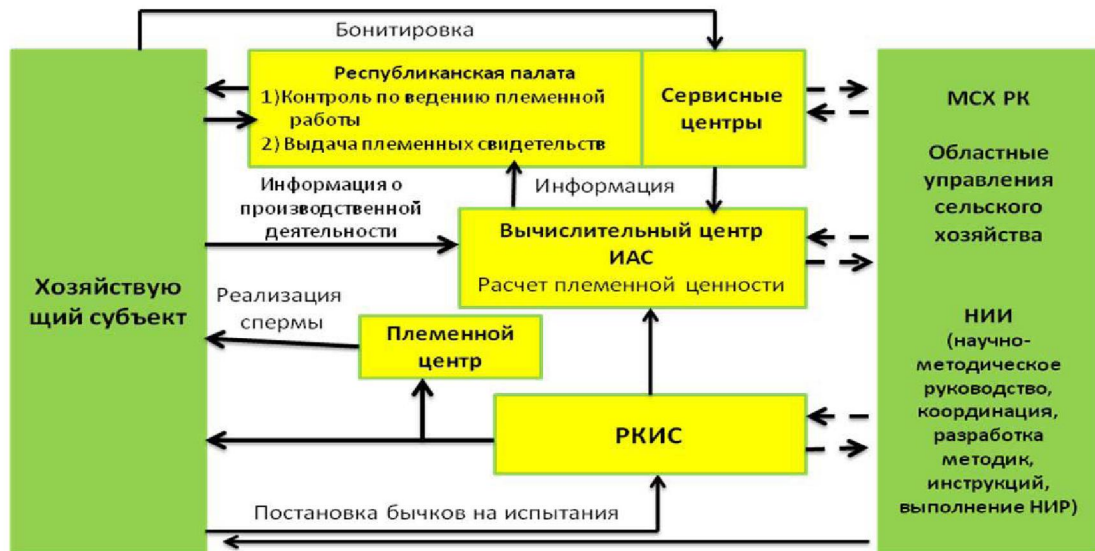 Бонитировка
Республиканская палата
1)Контроль по ведению племенной
работы
2) Выдача племенных свидетельств
Сервисные
центры
МСХ РК
Областные
управления
сельского
хозяйства
НИИ
(научно-
методическое
руководство,
координация,
разработка
методик,
инструкций,
выполнение НИР)
Информация о
производственной
деятельности
Информация
Вычислительный центр
ИАС
Расчет племенной ценности
Хозяйствую
щий субъект
Реализация
спермы
Племенной
центр
РКИС
Постановка бычков на испытания